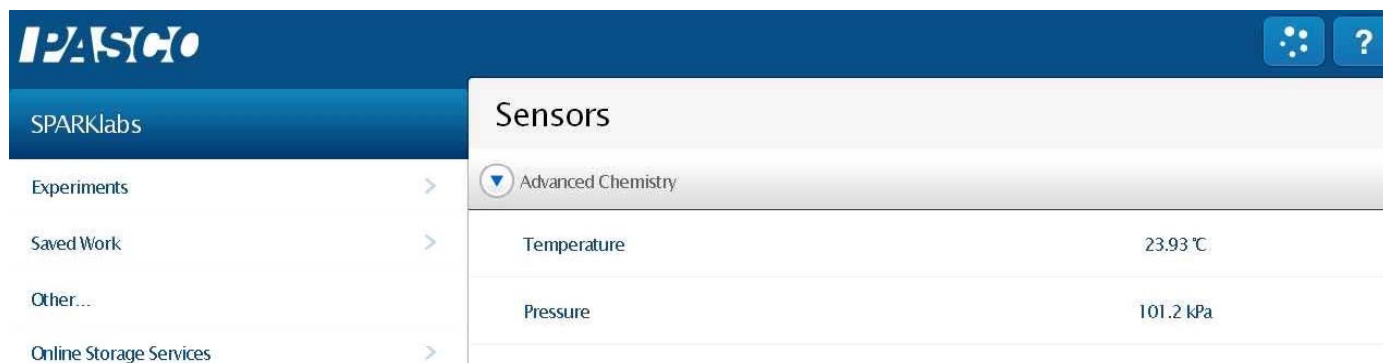 PASCO
?
SPARKlabs
Sensors
Experiments
Advanced Chemistry
Saved Work
Temperature 23.93 °C
Other...
Pressure 101.2 kPa
Online Storage Services